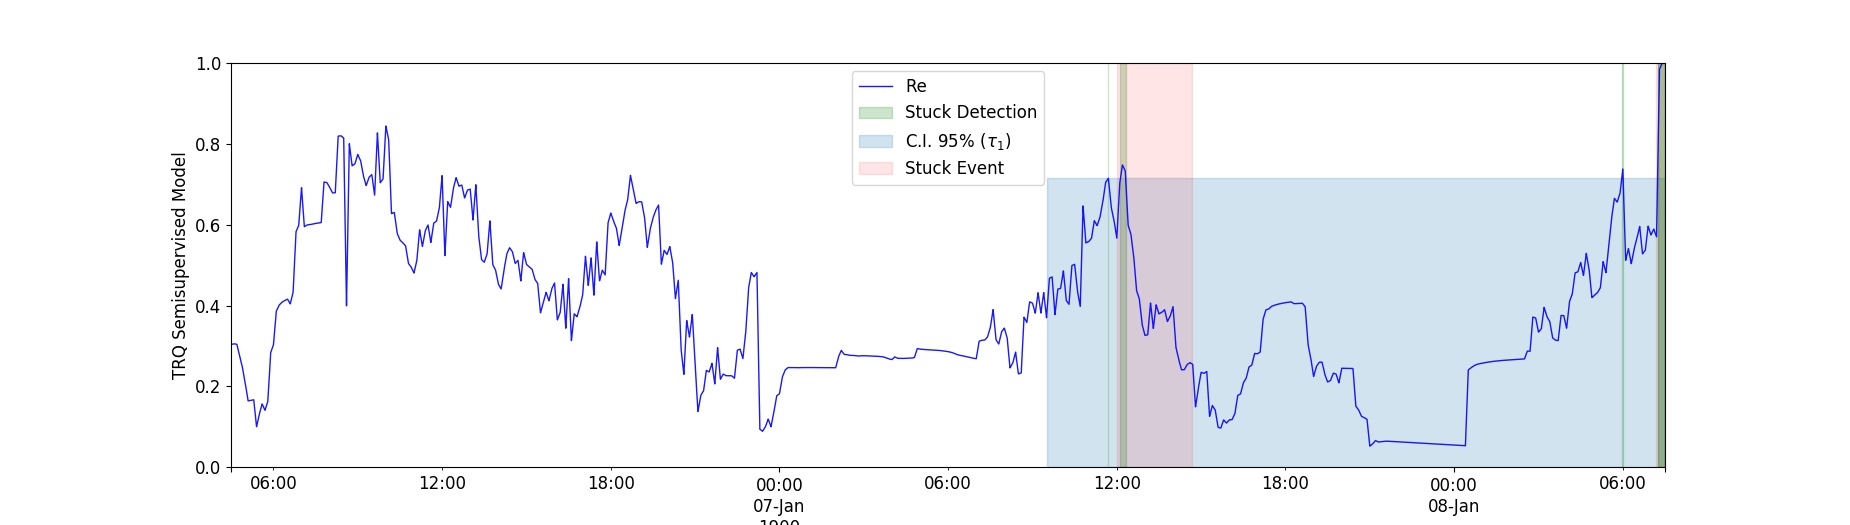 1.0
0.8
0.6
0.4
0.2
0.0
TRQ Semisupervised Model
Re
Stuck Detection
C.I. 95% (τ₁)
Stuck Event
06:00 12:00 18:00 00:00 06:00 12:00 18:00 00:00 06:00
07-Jan 08-Jan
1900